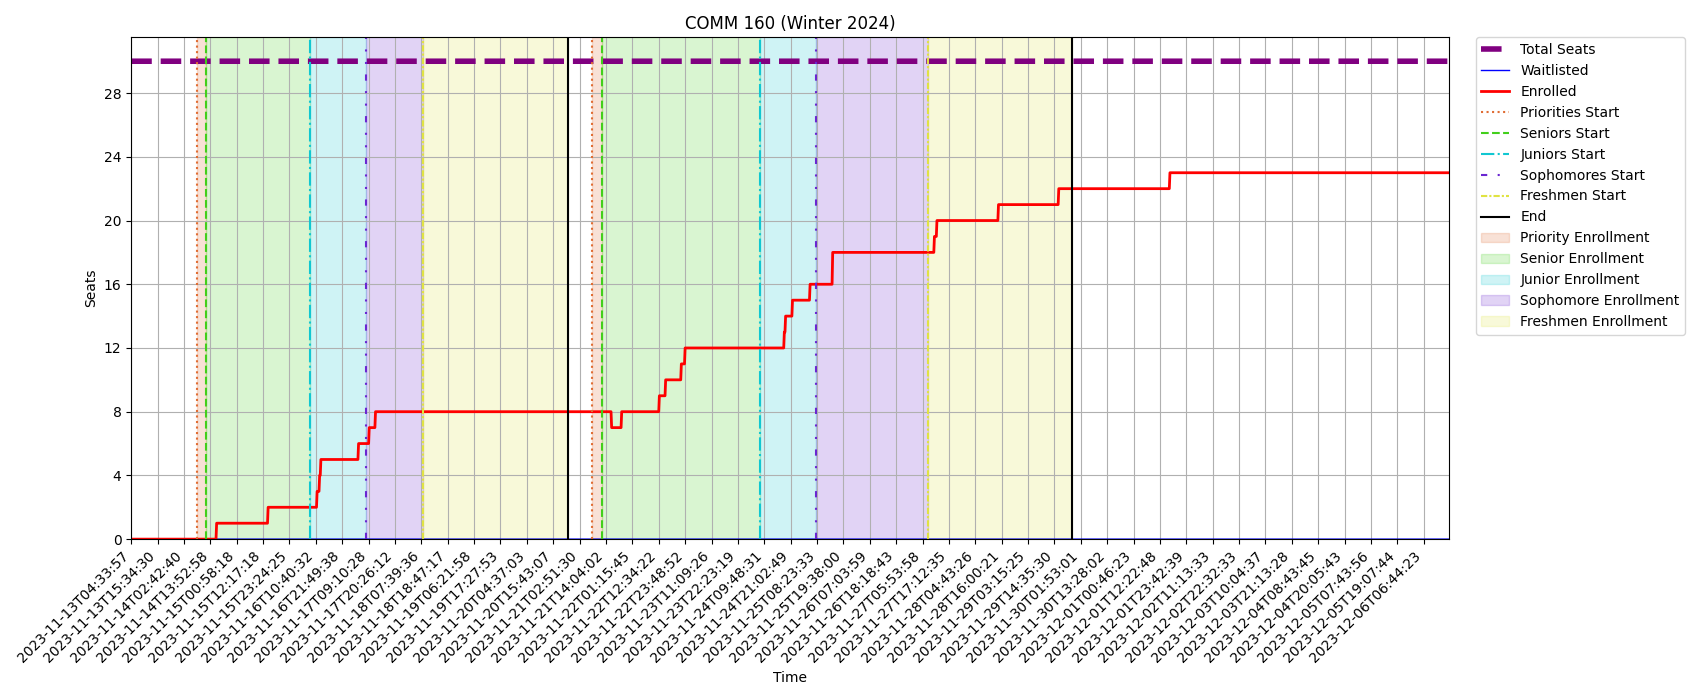 COMM 160 (Winter 2024)
Total Seats
Waitlisted
Enrolled
Priorities Start
Seniors Start
Juniors Start
Sophomores Start
Freshmen Start
End
Priority Enrollment
Senior Enrollment
Junior Enrollment
Sophomore Enrollment
Freshmen Enrollment
Seats
28
24
20
16
12
8
4
0
2023-11-13T04:33:57
2023-11-13T15:34:30
2023-11-14T02:42:40
2023-11-14T13:52:58
2023-11-15T00:58:18
2023-11-15T12:17:18
2023-11-15T23:24:25
2023-11-16T10:40:32
2023-11-16T21:49:38
2023-11-17T09:10:28
2023-11-17T20:26:12
2023-11-18T07:39:36
2023-11-18T18:47:17
2023-11-19T06:21:58
2023-11-19T17:27:53
2023-11-20T04:37:03
2023-11-20T15:43:07
2023-11-21T02:51:30
2023-11-21T14:04:02
2023-11-22T01:15:45
2023-11-22T12:34:22
2023-11-22T23:48:52
2023-11-23T11:09:26
2023-11-23T22:23:19
2023-11-24T09:48:31
2023-11-24T21:02:49
2023-11-25T08:23:33
2023-11-25T19:38:00
2023-11-26T07:03:59
2023-11-26T18:18:43
2023-11-27T05:53:58
2023-11-27T17:12:35
2023-11-28T04:43:26
2023-11-28T16:00:21
2023-11-29T03:15:25
2023-11-29T14:35:30
2023-11-30T01:53:01
2023-11-30T13:28:02
2023-12-01T00:46:23
2023-12-01T12:22:48
2023-12-01T23:42:39
2023-12-02T11:13:33
2023-12-02T22:32:33
2023-12-03T10:04:37
2023-12-03T21:13:28
2023-12-04T08:43:45
2023-12-04T20:05:43
2023-12-05T07:43:56
2023-12-05T19:07:44
2023-12-06T06:44:23
Time